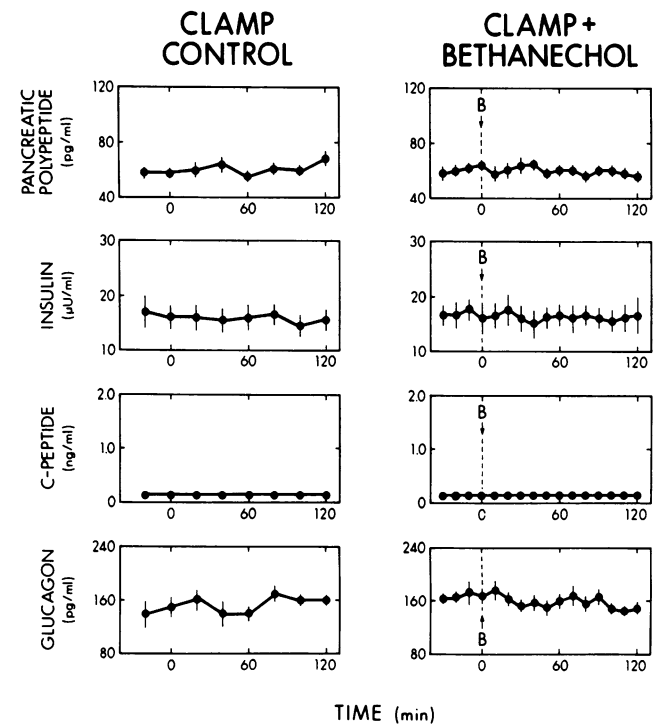 CLAMP
CONTROL
CLAMP +
BETHANECHOL
PANCREATIC
POLYPEPTIDE
(pg/ml)
120
80
40
0 60 120
120
80
40
B
0 60 120
INSULIN
(µU/ml)
30
20
10
0 60 120
30
20
10
B
0 60 120
C-PEPTIDE
(ng/ml)
2.0
1.0
0
0 60 120
2.0
1.0
0
B
C 60 120
GLUCAGON
(pg/ml)
240
160
80
0 60 120
240
160
80
B
0 60 120
TIME (min)